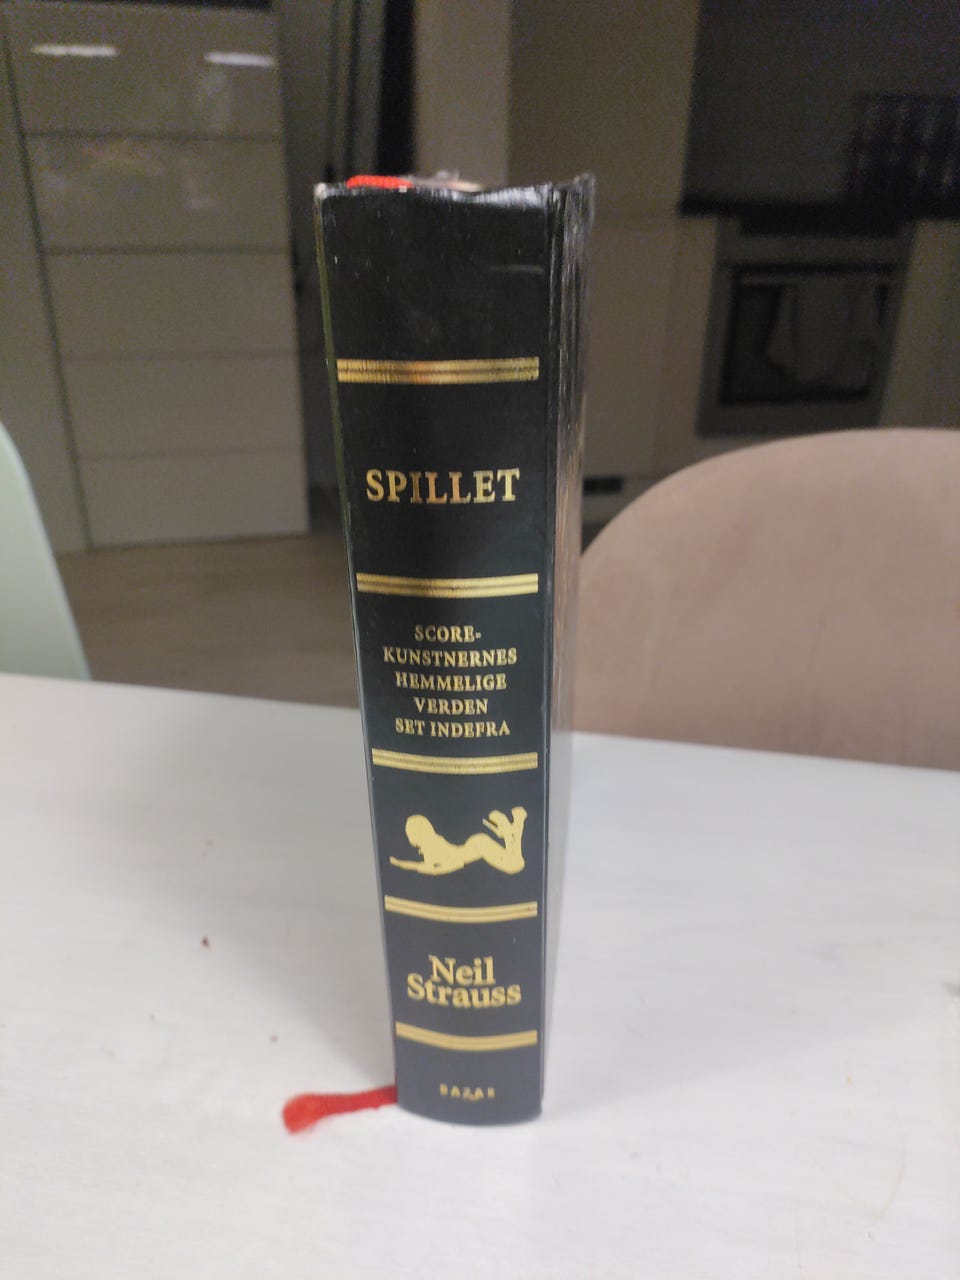 SPILLET
SCORE-
KUNSTNERNES
HEMMELIGE
VERDEN
SET INDEFRA
Neil
Strauss
BAZAR